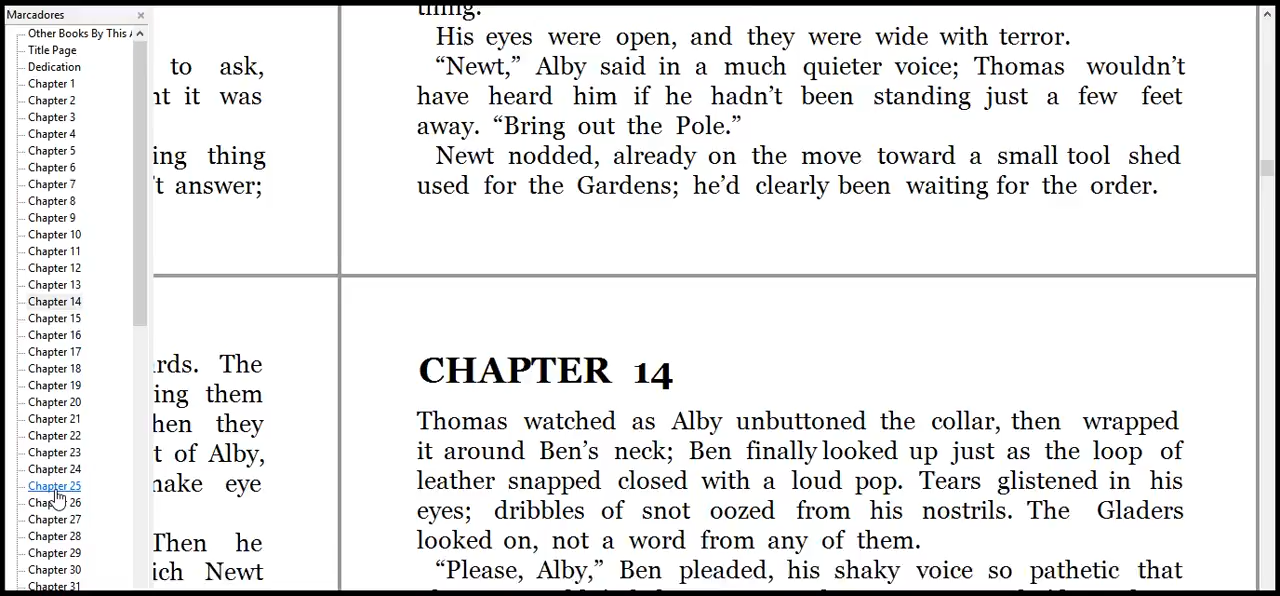 Marcadores
Other Books By This A
Title Page
Dedication
Chapter 1
Chapter 2
Chapter 3
Chapter 4
Chapter 5
Chapter 6
Chapter 7
Chapter 8
Chapter 9
Chapter 10
Chapter 11
Chapter 12
Chapter 13
Chapter 14
Chapter 15
Chapter 16
Chapter 17
Chapter 18
Chapter 19
Chapter 20
Chapter 21
Chapter 22
Chapter 23
Chapter 24
Chapter 25
Chap 26
Chapter 27
Chapter 28
Chapter 29
Chapter 30
Chapter 31
to ask,
nt it was
ing thing
't answer;
rds. The
ing them
hen they
t of Alby,
make eye
Then he
ich Newt
thing.
His eyes were open, and they were wide with terror.
“Newt,” Alby said in a much quieter voice; Thomas wouldn’t
have heard him if he hadn’t been standing just a few feet
away. “Bring out the Pole.”
Newt nodded, already on the move toward a small tool shed
used for the Gardens; he’d clearly been waiting for the order.
CHAPTER 14
Thomas watched as Alby unbuttoned the collar, then wrapped
it around Ben’s neck; Ben finally looked up just as the loop of
leather snapped closed with a loud pop. Tears glistened in his
eyes; dribbles of snot oozed from his nostrils. The Gladers
looked on, not a word from any of them.
“Please, Alby,” Ben pleaded, his shaky voice so pathetic that